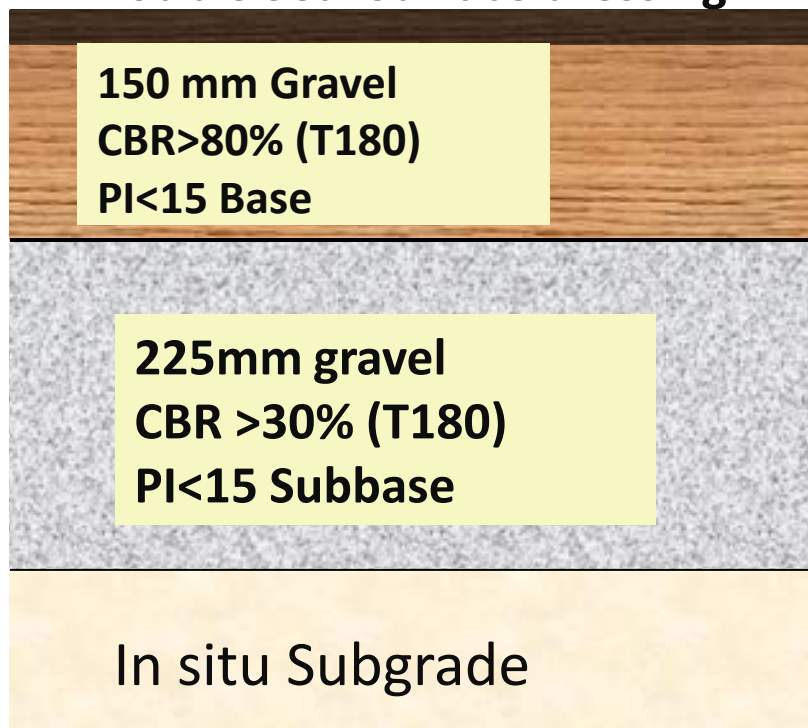 150 mm Gravel
CBR>80% (T180)
PI<15 Base
225mm gravel
CBR >30% (T180)
PI<15 Subbase
In situ Subgrade